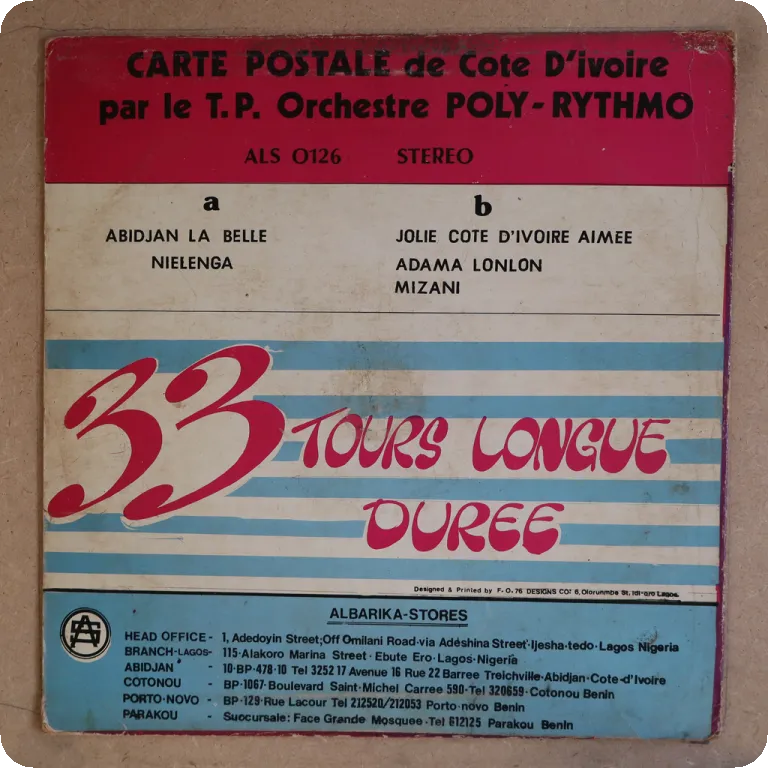 CARTE POSTALE de Cote D'ivoire
par le T.P. Orchestre POLY-RYTHMO
ALS 0126 STEREO
a b
ABIDJAN LA BELLE JOLIE COTE D'IVOIRE AIMEE
NIELENGA ADAMA LONLON
MIZANI
33 TOURS LONGUE
DUREE
Designed & Printed by F.O.76 DESIGNS 6, Olorunmbe St, Idi-oro Lagos.
ALBARIKA-STORES
HEAD OFFICE - 1, Adedoyin Street;Off Omilani Road-via Adeshina Street·Ijesha-tedo·Lagos Nigeria
BRANCH-LAGOS- 115·Alakoro Marina Street·Ebute Ero·Lagos·Nigeria
ABIDJAN - 10·BP·478·10 Tel 3252 17 Avenue 16 Rue 22 Barree Treichville·Abidjan·Cote-d'Ivoire
COTONOU - BP·1067·Boulevard Saint·Michel Carree 590·Tel 320659·Cotonou Benin
PORTO·NOVO - BP·129·Rue Lacour Tel 212520/212053 Porto·novo Benin
PARAKOU - Suocursale: Face Grande Mosquee·Tel 612125 Parakou Benin